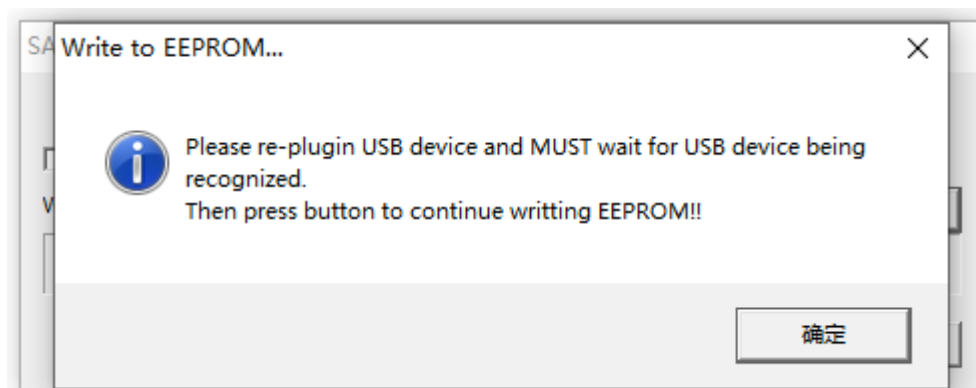 SA
Write to EEPROM...
Please re-plugin USB device and MUST wait for USB device being
recognized.
Then press button to continue writting EEPROM!!
确定